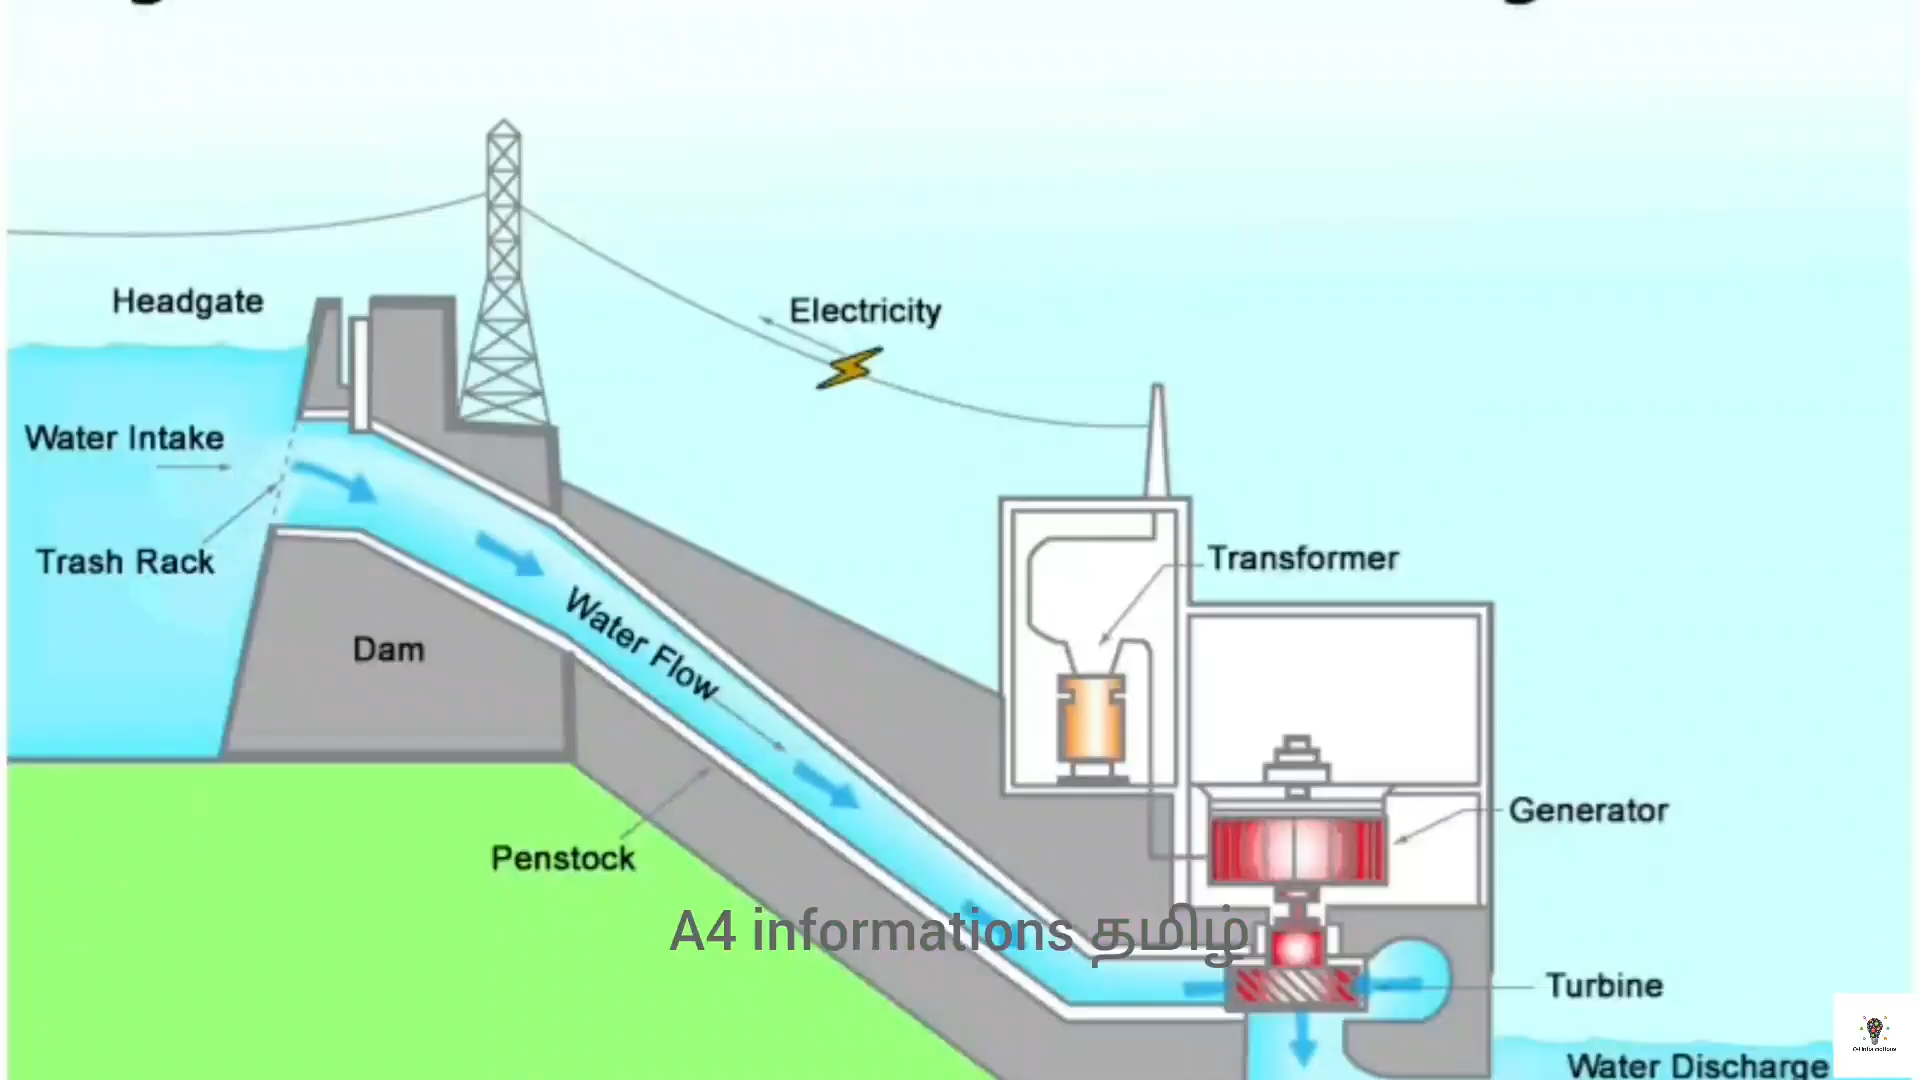 Headgate
Electricity
Water Intake
Trash Rack
Transformer
Dam
Water Flow
Generator
Penstock
A4 informations தமிழ்
Turbine
Water Discharge